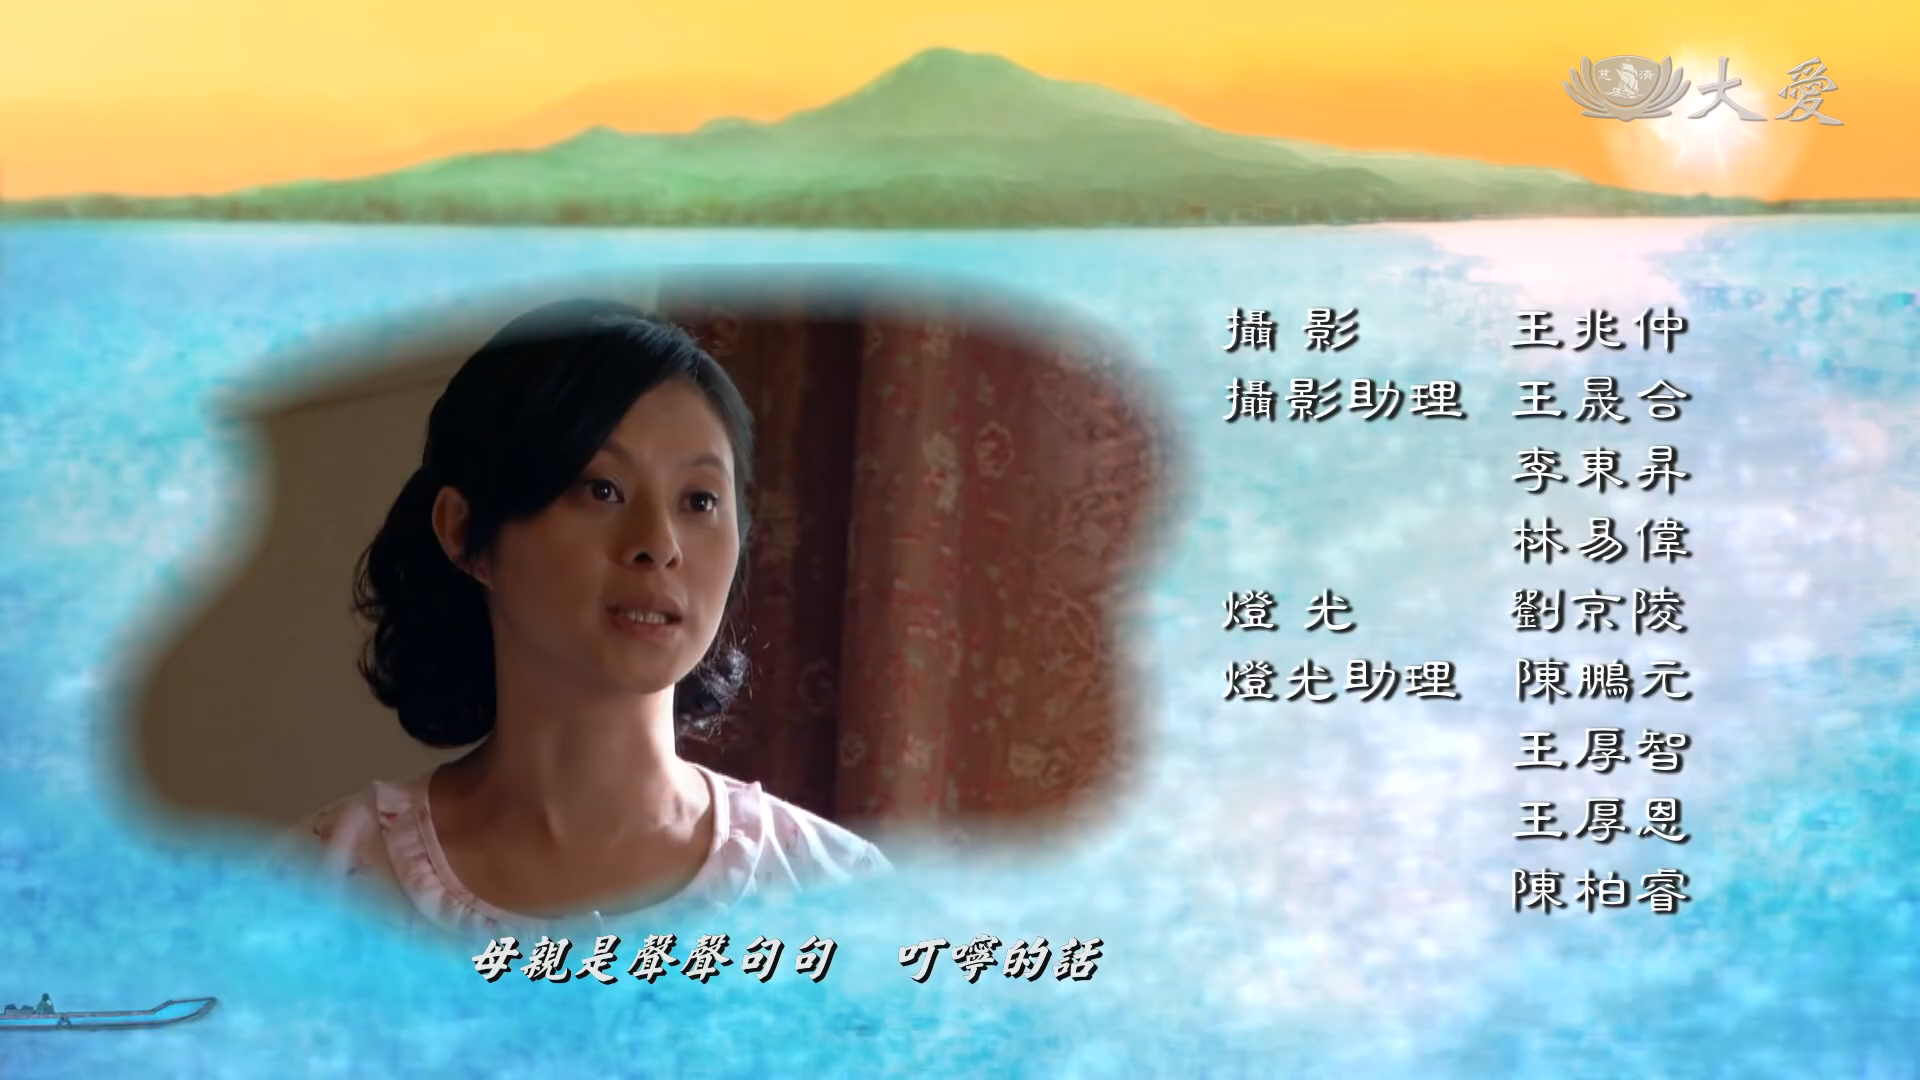 慈濟
大愛
攝影 王兆仲
攝影助理 王晟合
李東昇
林易偉
燈光 劉京陵
燈光助理 陳鵬元
王厚智
王厚恩
陳柏睿
母親是聲聲句句 叮嚀的話